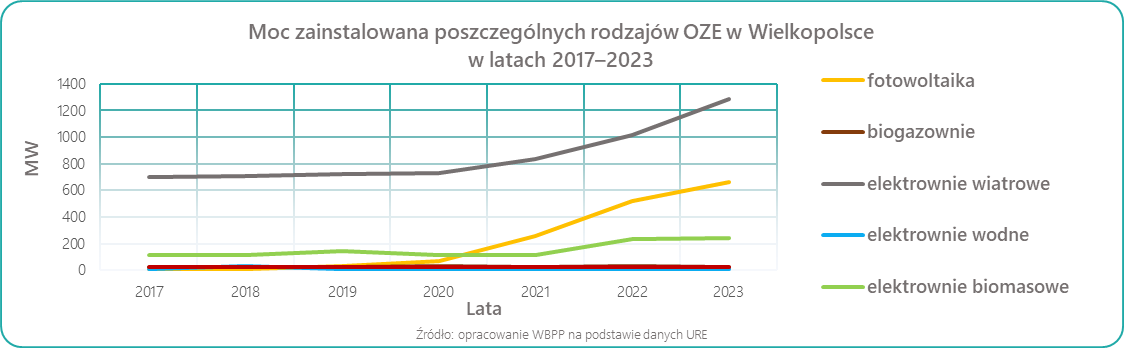 Moc zainstalowana poszczególnych rodzajów OZE w Wielkopolsce
w latach 2017–2023
1400
1200
1000
800
600
400
200
0
MW
2017 2018 2019 2020 2021 2022 2023
Lata
fotowoltaika
biogazownie
elektrownie wiatrowe
elektrownie wodne
elektrownie biomasowe
Źródło: opracowanie WBPP na podstawie danych URE